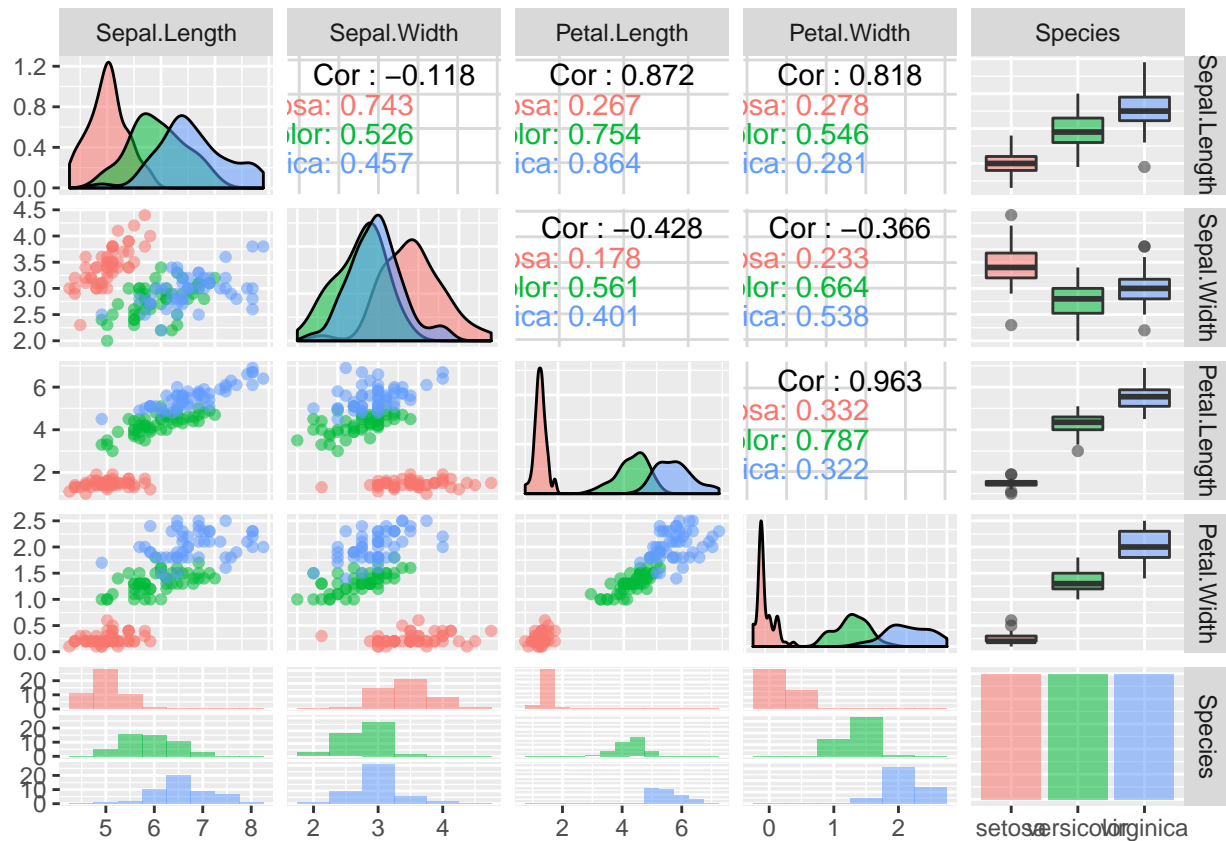 Sepal.Length Sepal.Width Petal.Length Petal.Width Species
1.2
0.8
0.4
0.0
Cor : −0.118
osa: 0.743
olor: 0.526
ica: 0.457
Cor : 0.872
osa: 0.267
olor: 0.754
ica: 0.864
Cor : 0.818
osa: 0.278
olor: 0.546
ica: 0.281
Sepal.Length
4.5
4.0
3.5
3.0
2.5
2.0
Cor : −0.428
osa: 0.178
olor: 0.561
ica: 0.401
Cor : −0.366
osa: 0.233
olor: 0.664
ica: 0.538
Sepal.Width
6
4
2
Cor : 0.963
osa: 0.332
olor: 0.787
ica: 0.322
Petal.Length
2.5
2.0
1.5
1.0
0.5
0.0
Petal.Width
20
10
0
20
10
0
20
10
0
Species
5 6 7 8
2 3 4
2 4 6
0 1 2
setosa versicolor virginica